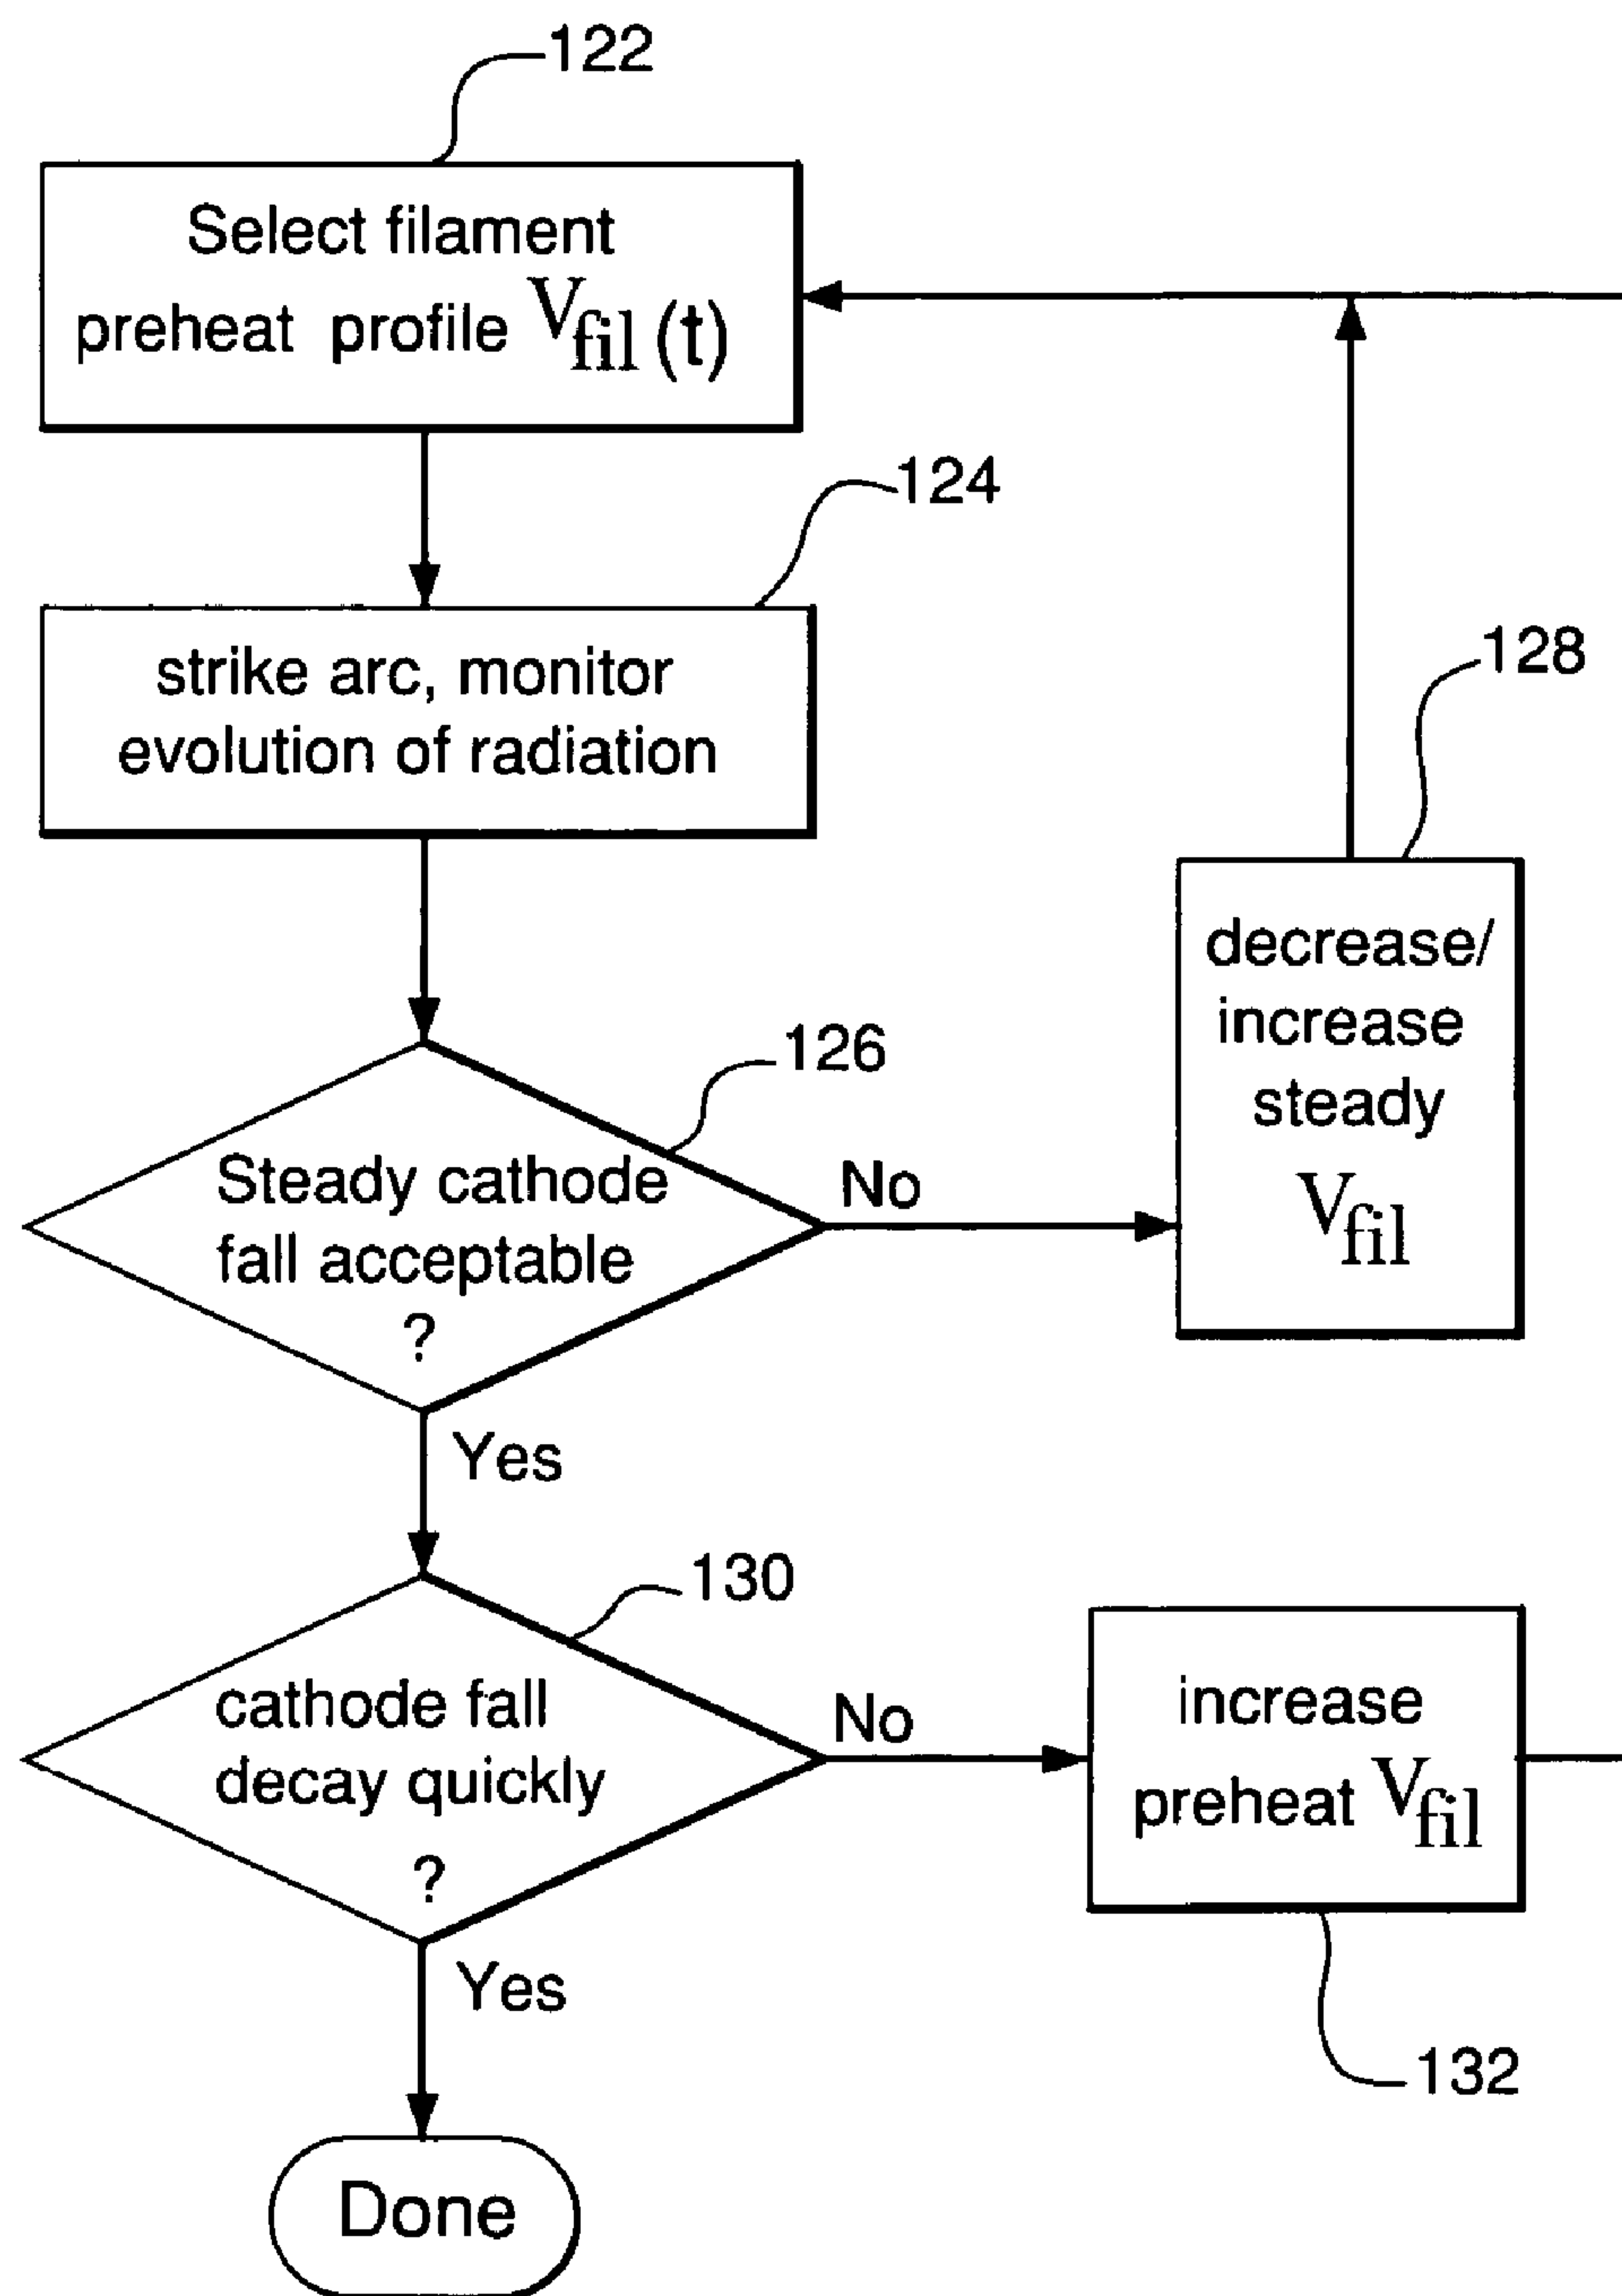 122
Select filament
preheat profile Vfil (t)
124
strike arc, monitor
evolution of radiation
128
decrease/
increase
steady
Vfil
126
Steady cathode
fall acceptable
?
No
Yes
130
cathode fall
decay quickly
?
No
increase
preheat Vfil
Yes
132
Done